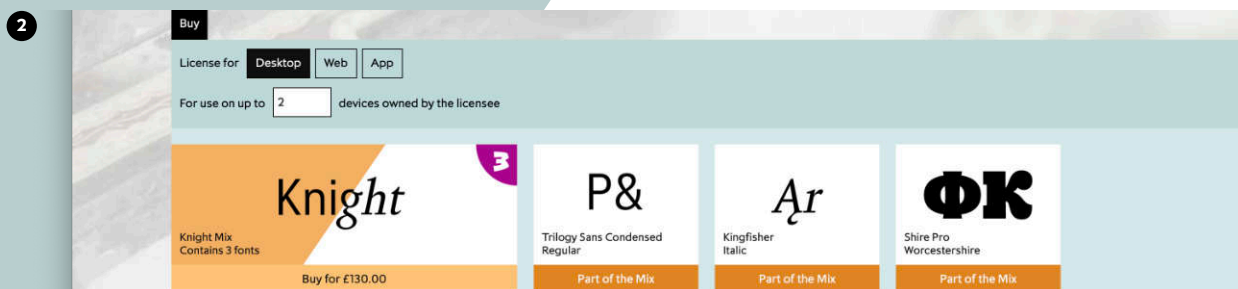 2
Buy
License for Desktop Web App
For use on up to 2 devices owned by the licensee
Knight
3
Knight Mix
Contains 3 fonts
Buy for £130.00
P&
Trilogy Sans Condensed
Regular
Part of the Mix
Ąr
Kingfisher
Italic
Part of the Mix
ФК
Shire Pro
Worcestershire
Part of the Mix